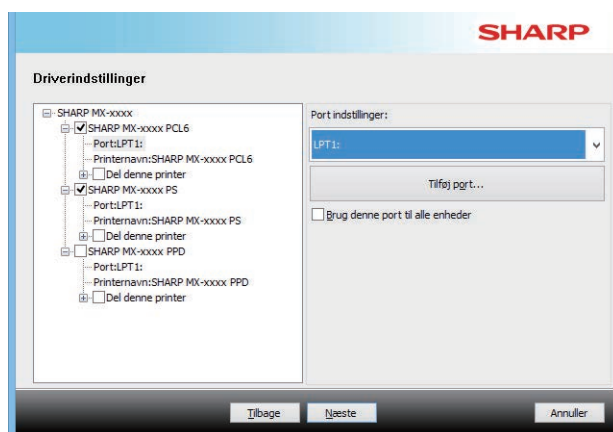 SHARP
Driverindstillinger
SHARP MX-xxxx
SHARP MX-xxxx PCL6
Port:LPT1:
Printernavn:SHARP MX-xxxx PCL6
Del denne printer
SHARP MX-xxxx PS
Port:LPT1:
Printernavn:SHARP MX-xxxx PS
Del denne printer
SHARP MX-xxxx PPD
Port:LPT1:
Printernavn:SHARP MX-xxxx PPD
Del denne printer
Port indstillinger:
LPT1:
Tilføj port...
Brug denne port til alle enheder
Tilbage
Næste
Annuller